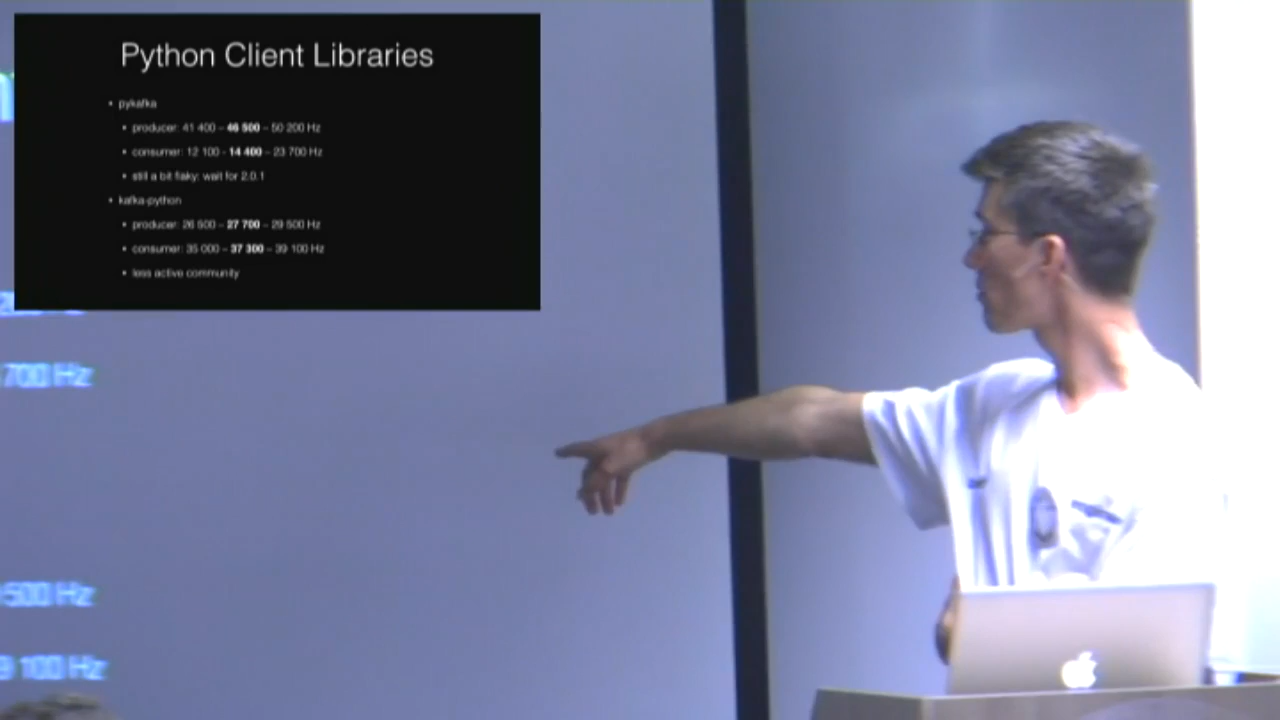 Python Client Libraries
• pykafka
• producer: 41 400 – 46 500 – 50 200 Hz
• consumer: 12 100 - 14 400 – 23 700 Hz
• still a bit flaky: wait for 2.0.1
• kafka-python
• producer: 26 500 – 27 700 – 29 500 Hz
• consumer: 35 000 – 37 300 – 39 100 Hz
• less active community
700 Hz
500 Hz
9 100 Hz